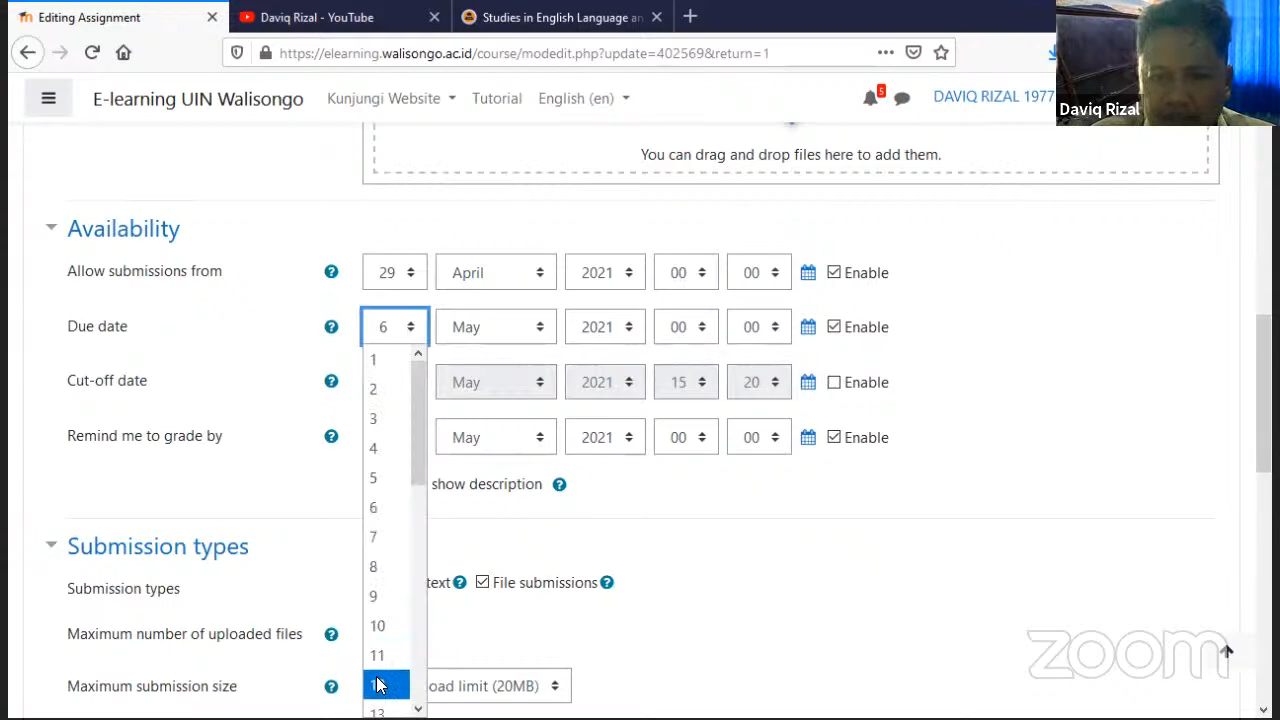 Editing Assignment
Daviq Rizal - YouTube
Studies in English Language an
https://elearning.walisongo.ac.id/course/modedit.php?update=402569&return=1
E-learning UIN Walisongo
Kunjungi Website
Tutorial
English (en)
5
DAVIQ RIZAL 1977
Daviq Rizal
You can drag and drop files here to add them.
Availability
Allow submissions from
29 April 2021 00 00 Enable
Due date
6 May 2021 00 00 Enable
1
2
3
4
5
6
7
8
9
10
11
13
Cut-off date
May 2021 15 20 Enable
Remind me to grade by
May 2021 00 00 Enable
show description
Submission types
Submission types
text File submissions
Maximum number of uploaded files
Maximum submission size
oad limit (20MB)
zoom